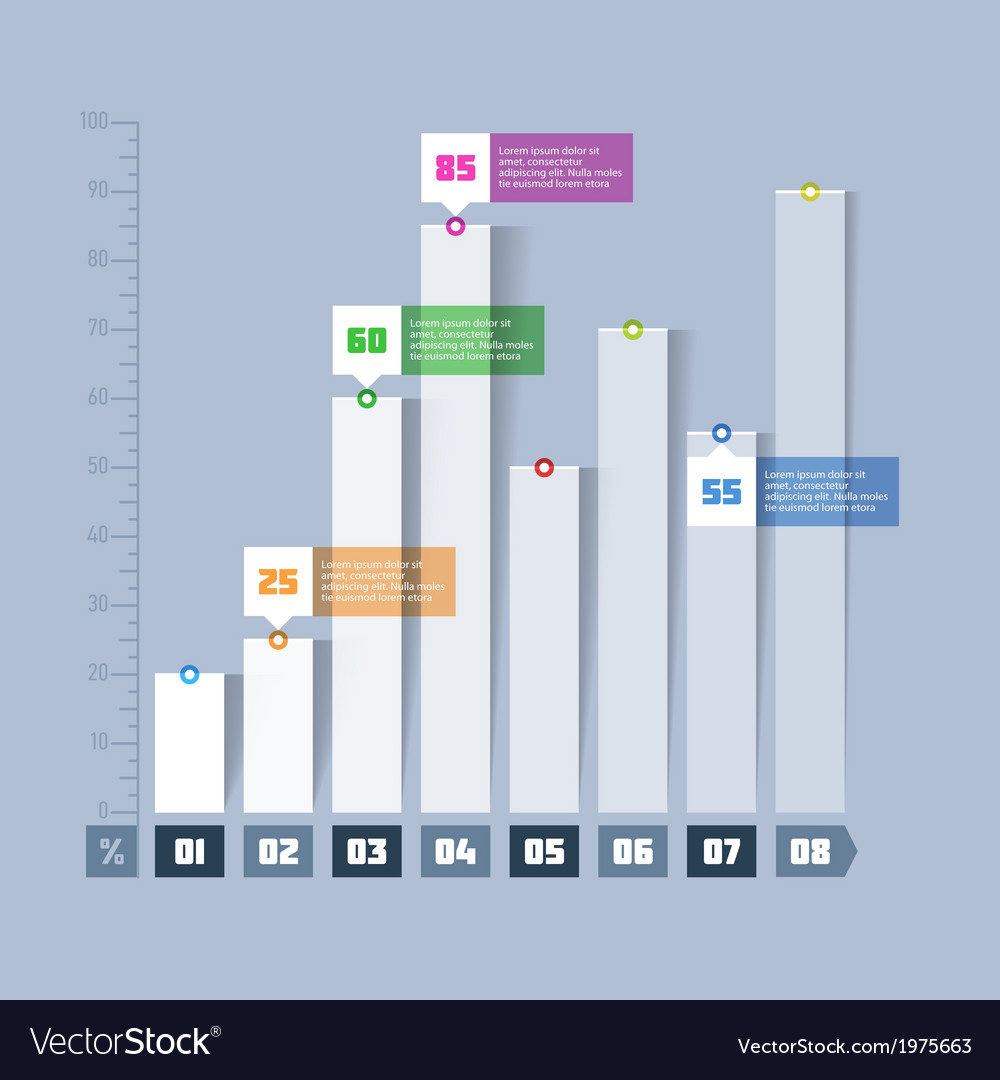 100
90
80
70
60
50
40
30
20
10
0
85
Lorem ipsum dolor sit
amet, consectetur
adipiscing elit. Nulla moles
tie euismod lorem etora
60
Lorem ipsum dolor sit
amet, consectetur
adipiscing elit. Nulla moles
tie euismod lorem etora
55
Lorem ipsum dolor sit
amet, consectetur
adipiscing elit. Nulla moles
tie euismod lorem etora
25
Lorem ipsum dolor sit
amet, consectetur
adipiscing elit. Nulla moles
tie euismod lorem etora
% 01 02 03 04 05 06 07 08
VectorStock® VectorStock.com/1975663